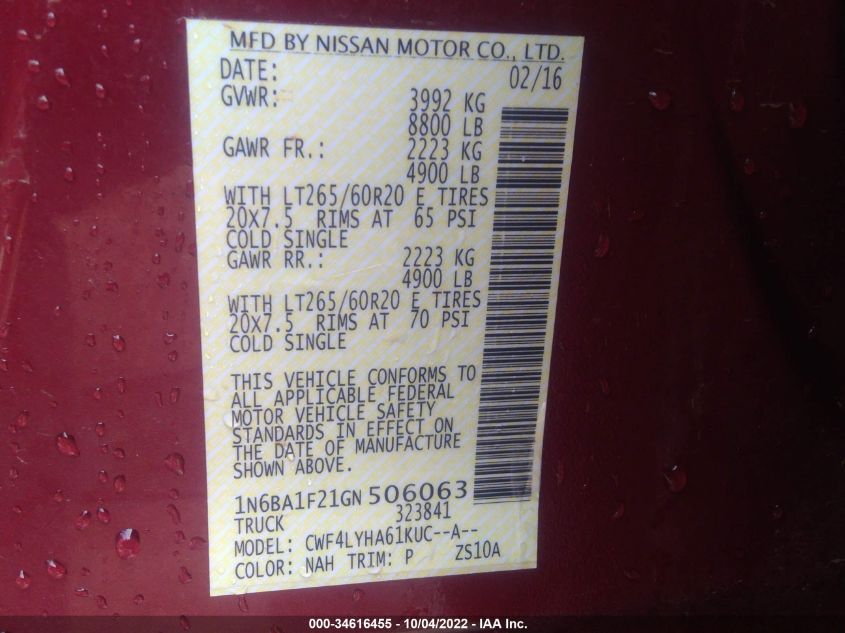 MFD BY NISSAN MOTOR CO., LTD.
DATE: 02/16
GVWR: 3992 KG
8800 LB
GAWR FR.: 2223 KG
4900 LB
WITH LT265/60R20 E TIRES
20X7.5 RIMS AT 65 PSI
COLD SINGLE
GAWR RR.: 2223 KG
4900 LB
WITH LT265/60R20 E TIRES
20X7.5 RIMS AT 70 PSI
COLD SINGLE
THIS VEHICLE CONFORMS TO
ALL APPLICABLE FEDERAL
MOTOR VEHICLE SAFETY
STANDARDS IN EFFECT ON
THE DATE OF MANUFACTURE
SHOWN ABOVE.
1N6BA1F21GN506063
TRUCK 323841
MODEL: CWF4LYHA61KUC--A--
COLOR: NAH TRIM: P ZS10A
000-34616455 - 10/04/2022 - IAA Inc.